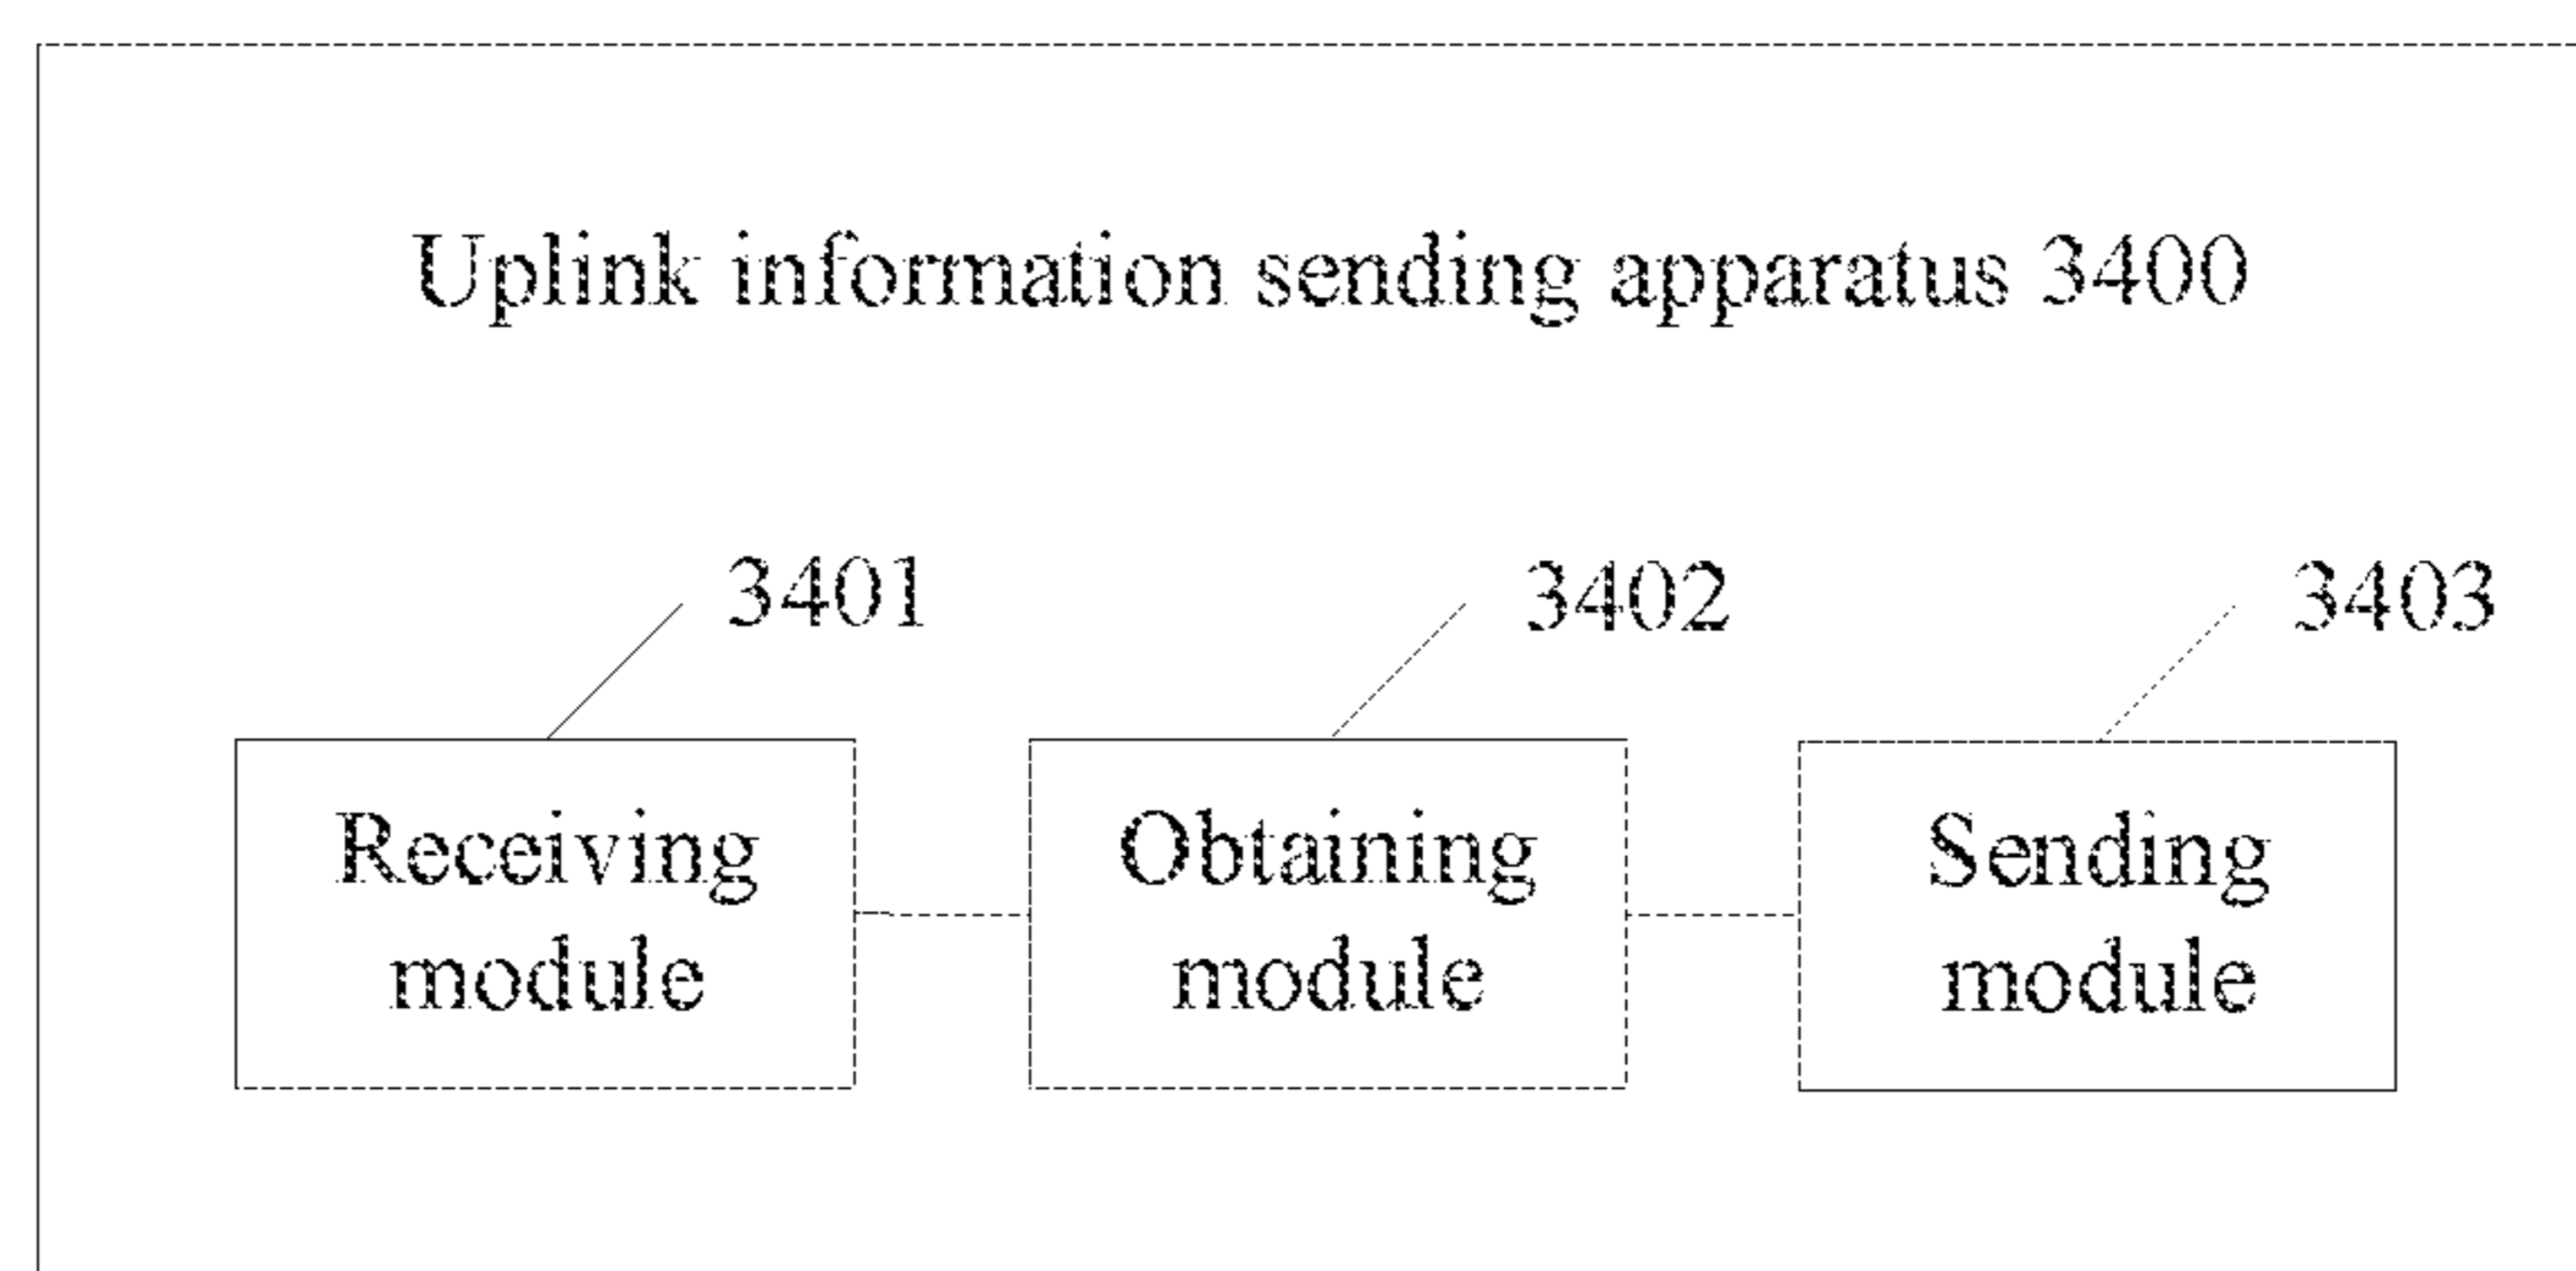 Uplink information sending apparatus 3400
3401
3402
3403
Receiving
module
Obtaining
module
Sending
module